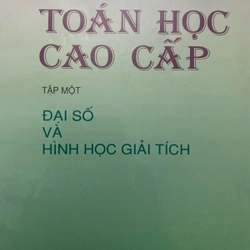 TOÁN HỌC
CAO CẤP
TẬP MỘT
ĐẠI SỐ
VÀ
HÌNH HỌC GIẢI TÍCH